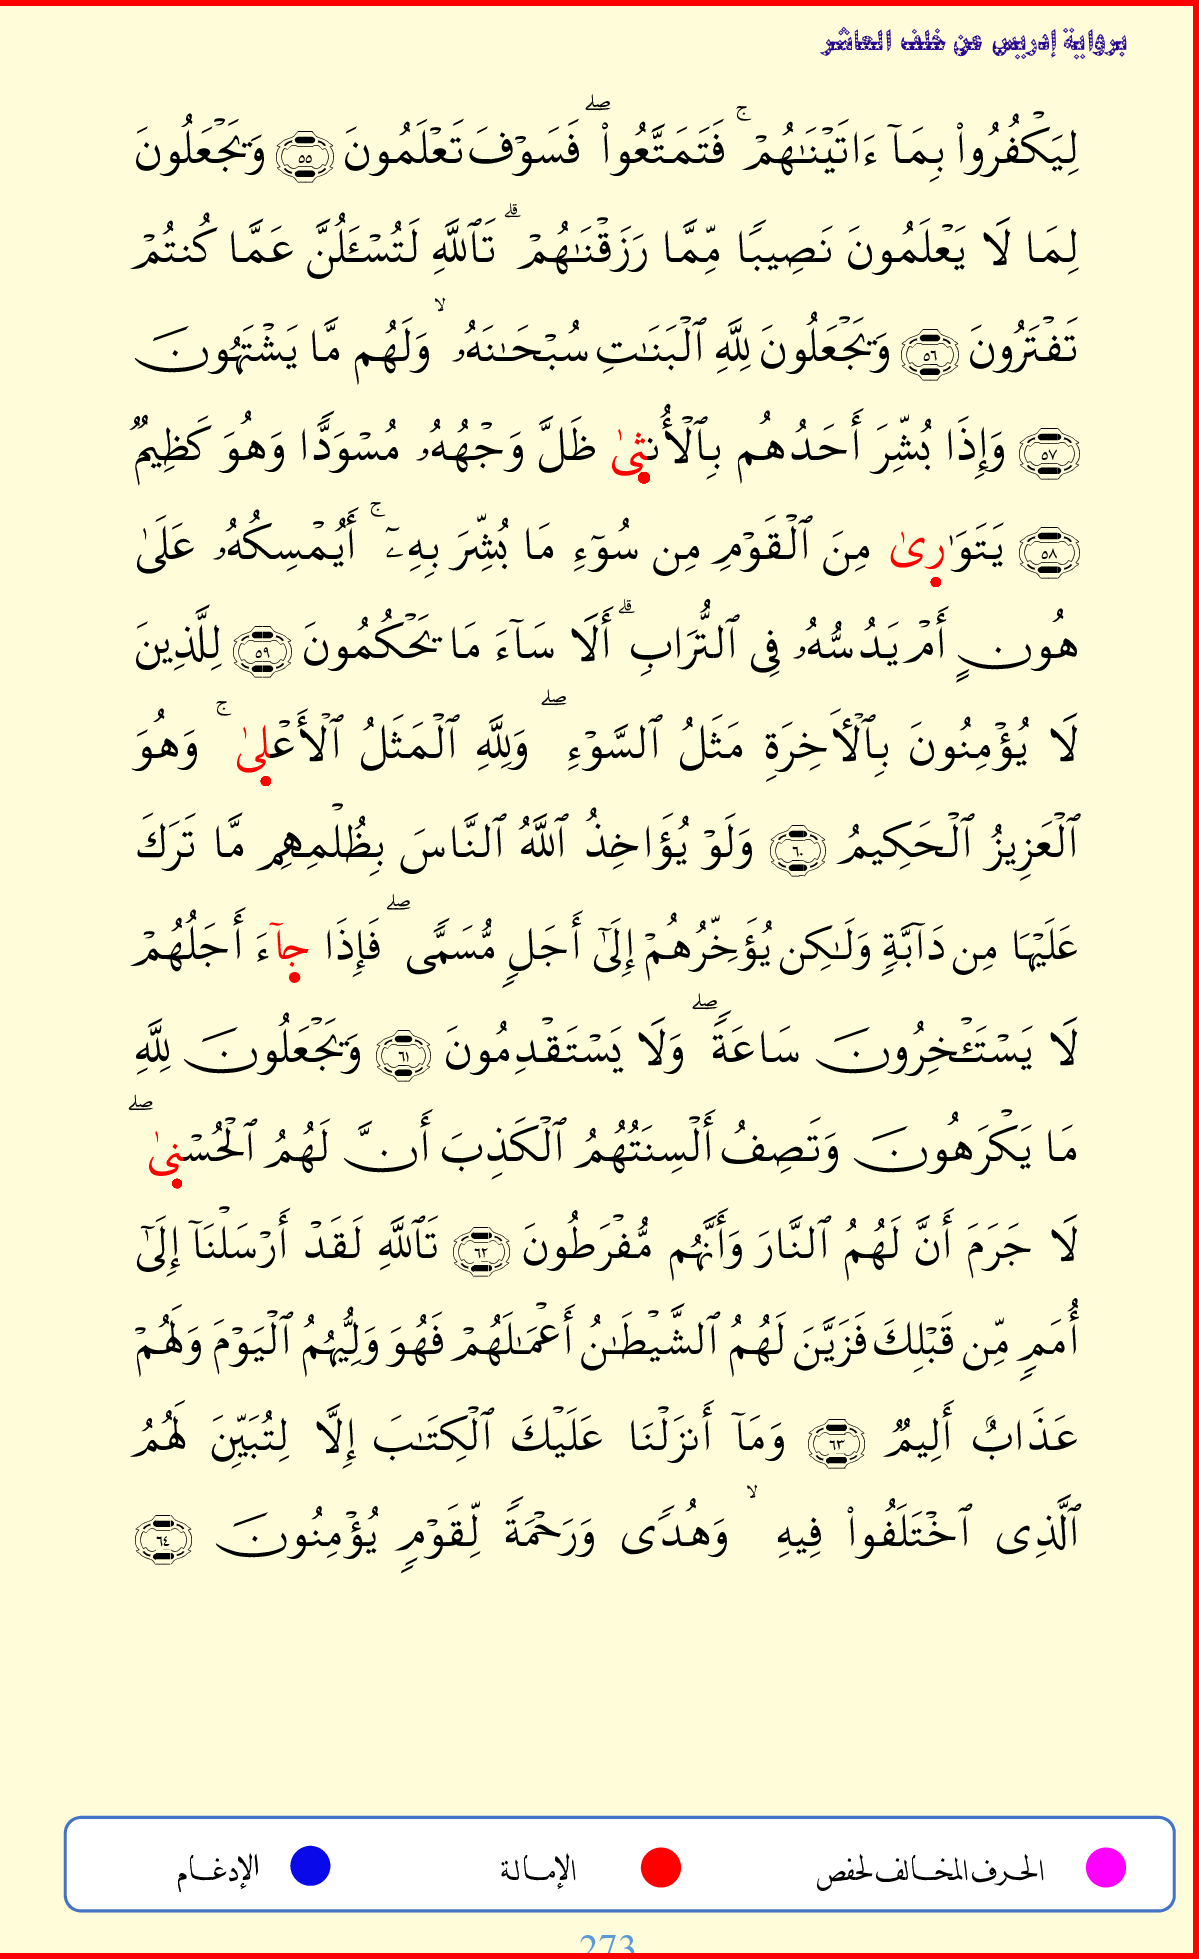 برواية إدريس عن خلف العاشر
لِيَكْفُرُوا۟ بِمَآ ءَاتَيْنَـٰهُمْ ۚ فَتَمَتَّعُوا۟ ۖ فَسَوْفَ تَعْلَمُونَ ٥٥ وَيَجْعَلُونَ
لِمَا لَا يَعْلَمُونَ نَصِيبًا مِّمَّا رَزَقْنَـٰهُمْ ۗ تَٱللَّهِ لَتُسْـَٔلُنَّ عَمَّا كُنتُمْ
تَفْتَرُونَ ٥٦ وَيَجْعَلُونَ لِلَّهِ ٱلْبَنَـٰتِ سُبْحَـٰنَهُۥ ۙ وَلَهُم مَّا يَشْتَهُونَ
٥٧ وَإِذَا بُشِّرَ أَحَدُهُم بِٱلْأُنثِىٰ ظَلَّ وَجْهُهُۥ مُسْوَدًّا وَهُوَ كَظِيمٌ
٥٨ يَتَوَٰرِىٰ مِنَ ٱلْقَوْمِ مِن سُوٓءِ مَا بُشِّرَ بِهِۦٓ ۚ أَيُمْسِكُهُۥ عَلَىٰ
هُونٍ أَمْ يَدُسُّهُۥ فِى ٱلتُّرَابِ ۗ أَلَا سَآءَ مَا يَحْكُمُونَ ٥٩ لِلَّذِينَ
لَا يُؤْمِنُونَ بِٱلْأَخِرَةِ مَثَلُ ٱلسَّوْءِ ۖ وَلِلَّهِ ٱلْمَثَلُ ٱلْأَعْلِىٰ ۚ وَهُوَ
ٱلْعَزِيزُ ٱلْحَكِيمُ ٦٠ وَلَوْ يُؤَاخِذُ ٱللَّهُ ٱلنَّاسَ بِظُلْمِهِم مَّا تَرَكَ
عَلَيْهَا مِن دَآبَّةٍ وَلَـٰكِن يُؤَخِّرُهُمْ إِلَىٰٓ أَجَلٍ مُّسَمًّى ۖ فَإِذَا جِآءَ أَجَلُهُمْ
لَا يَسْتَـْٔخِرُونَ سَاعَةً ۖ وَلَا يَسْتَقْدِمُونَ ٦١ وَيَجْعَلُونَ لِلَّهِ
مَا يَكْرَهُونَ وَتَصِفُ أَلْسِنَتُهُمُ ٱلْكَذِبَ أَنَّ لَهُمُ ٱلْحُسْنِىٰ ۖ
لَا جَرَمَ أَنَّ لَهُمُ ٱلنَّارَ وَأَنَّهُم مُّفْرَطُونَ ٦٢ تَٱللَّهِ لَقَدْ أَرْسَلْنَآ إِلَىٰٓ
أُمَمٍ مِّن قَبْلِكَ فَزَيَّنَ لَهُمُ ٱلشَّيْطَـٰنُ أَعْمَـٰلَهُمْ فَهُوَ وَلِيُّهُمُ ٱلْيَوْمَ وَلَهُمْ
عَذَابٌ أَلِيمٌ ٦٣ وَمَآ أَنزَلْنَا عَلَيْكَ ٱلْكِتَـٰبَ إِلَّا لِتُبَيِّنَ لَهُمُ
ٱلَّذِى ٱخْتَلَفُوا۟ فِيهِ ۙ وَهُدًى وَرَحْمَةً لِّقَوْمٍ يُؤْمِنُونَ ٦٤
الحرف المخالف لحفص الإمالة الإدغام
273